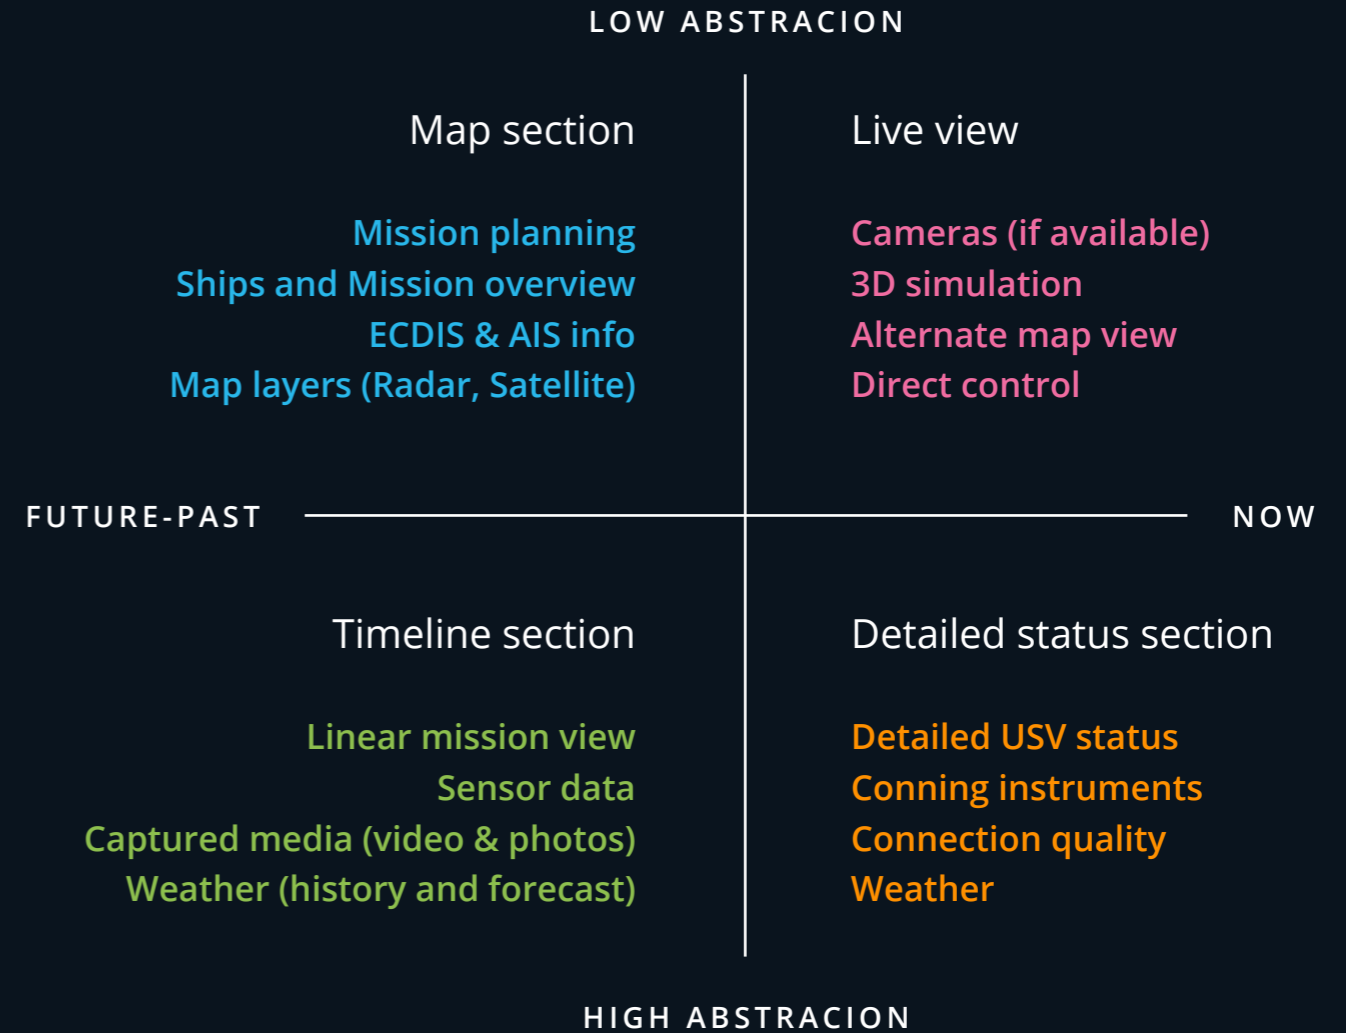 LOW ABSTRACION
Map section
Mission planning
Ships and Mission overview
ECDIS & AIS info
Map layers (Radar, Satellite)
Live view
Cameras (if available)
3D simulation
Alternate map view
Direct control
FUTURE-PAST
NOW
Timeline section
Linear mission view
Sensor data
Captured media (video & photos)
Weather (history and forecast)
Detailed status section
Detailed USV status
Conning instruments
Connection quality
Weather
HIGH ABSTRACION